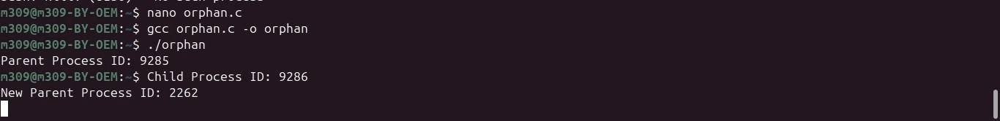 m309@m309-BY-OEM:~$ nano orphan.c
m309@m309-BY-OEM:~$ gcc orphan.c -o orphan
m309@m309-BY-OEM:~$ ./orphan
Parent Process ID: 9285
m309@m309-BY-OEM:~$ Child Process ID: 9286
New Parent Process ID: 2262